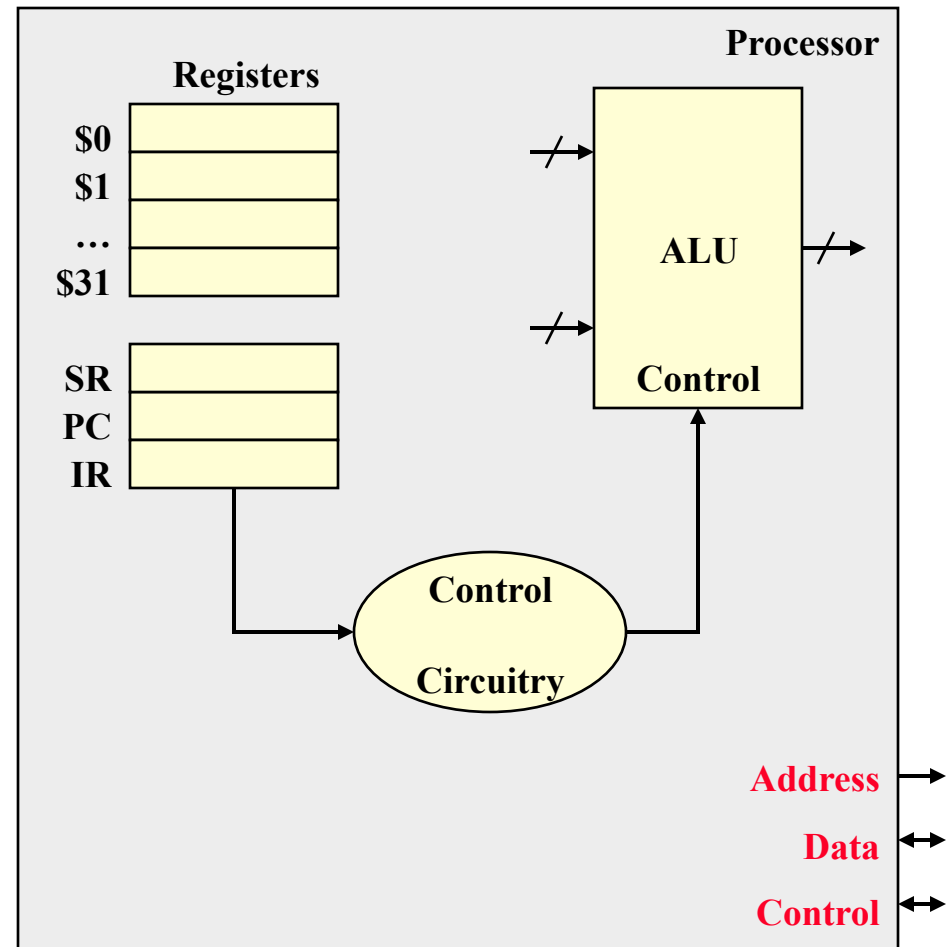 Processor
Registers
$0
$1
…
$31
SR
PC
IR
ALU
Control
Control
Circuitry
Address
Data
Control